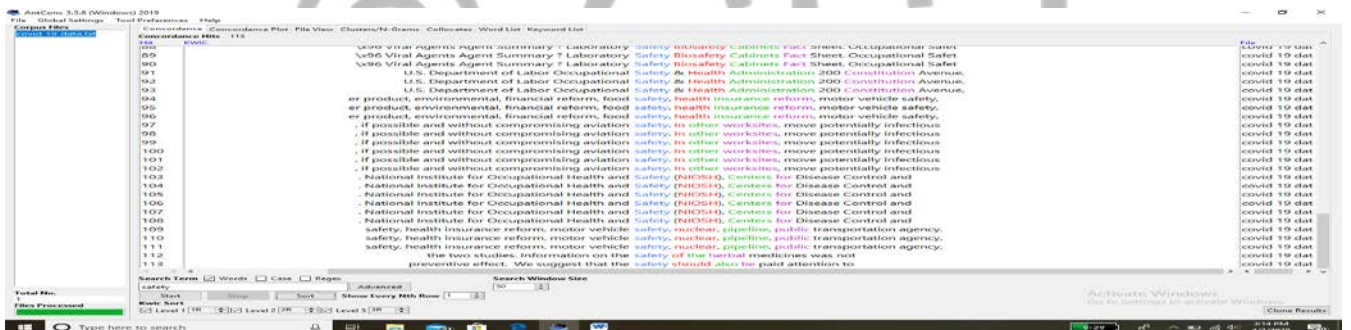 AntConc 3.5.8 (Windows) 2019
File Global Settings Tool Preferences Help
Corpus Files
covid 19 data.txt
Concordance Concordance Plot File View Clusters/N-Grams Collocates Word List Keyword List
Concordance Hits 113
Hit KWIC File
88 \x96 Viral Agents Agent Summary ? Laboratory Safety Biosafety Cabinets Fact Sheet. Occupational Safet covid 19 dat
89 \x96 Viral Agents Agent Summary ? Laboratory Safety Biosafety Cabinets Fact Sheet. Occupational Safet covid 19 dat
90 \x96 Viral Agents Agent Summary ? Laboratory Safety Biosafety Cabinets Fact Sheet. Occupational Safet covid 19 dat
91 U.S. Department of Labor Occupational Safety & Health Administration 200 Constitution Avenue, covid 19 dat
92 U.S. Department of Labor Occupational Safety & Health Administration 200 Constitution Avenue, covid 19 dat
93 U.S. Department of Labor Occupational Safety & Health Administration 200 Constitution Avenue, covid 19 dat
94 er product, environmental, financial reform, food safety, health insurance reform, motor vehicle safety, covid 19 dat
95 er product, environmental, financial reform, food safety, health insurance reform, motor vehicle safety, covid 19 dat
96 er product, environmental, financial reform, food safety, health insurance reform, motor vehicle safety, covid 19 dat
97 , if possible and without compromising aviation safety. In other worksites, move potentially infectious covid 19 dat
98 , if possible and without compromising aviation safety. In other worksites, move potentially infectious covid 19 dat
99 , if possible and without compromising aviation safety. In other worksites, move potentially infectious covid 19 dat
100 , if possible and without compromising aviation safety. In other worksites, move potentially infectious covid 19 dat
101 , if possible and without compromising aviation safety. In other worksites, move potentially infectious covid 19 dat
102 , if possible and without compromising aviation safety. In other worksites, move potentially infectious covid 19 dat
103 . National Institute for Occupational Health and Safety (NIOSH), Centers for Disease Control and covid 19 dat
104 . National Institute for Occupational Health and Safety (NIOSH), Centers for Disease Control and covid 19 dat
105 . National Institute for Occupational Health and Safety (NIOSH), Centers for Disease Control and covid 19 dat
106 . National Institute for Occupational Health and Safety (NIOSH), Centers for Disease Control and covid 19 dat
107 . National Institute for Occupational Health and Safety (NIOSH), Centers for Disease Control and covid 19 dat
108 . National Institute for Occupational Health and Safety (NIOSH), Centers for Disease Control and covid 19 dat
109 safety, health insurance reform, motor vehicle safety, nuclear, pipeline, public transportation agency, covid 19 dat
110 safety, health insurance reform, motor vehicle safety, nuclear, pipeline, public transportation agency, covid 19 dat
111 safety, health insurance reform, motor vehicle safety, nuclear, pipeline, public transportation agency, covid 19 dat
112 the two studies. Information on the safety of the herbal medicines was not covid 19 dat
113 preventive effect. We suggest that the safety should also be paid attention to covid 19 dat
Search Term Words Case Regex Search Window Size
safety Advanced 50
Total No.
1
Start Stop Sort Show Every Nth Row 1
Files Processed
Kwic Sort
Level 1 1R Level 2 2R Level 3 3R Clone Results
Activate Windows
Go to Settings to activate Windows.
Type here to search
6:29
3:14 PM